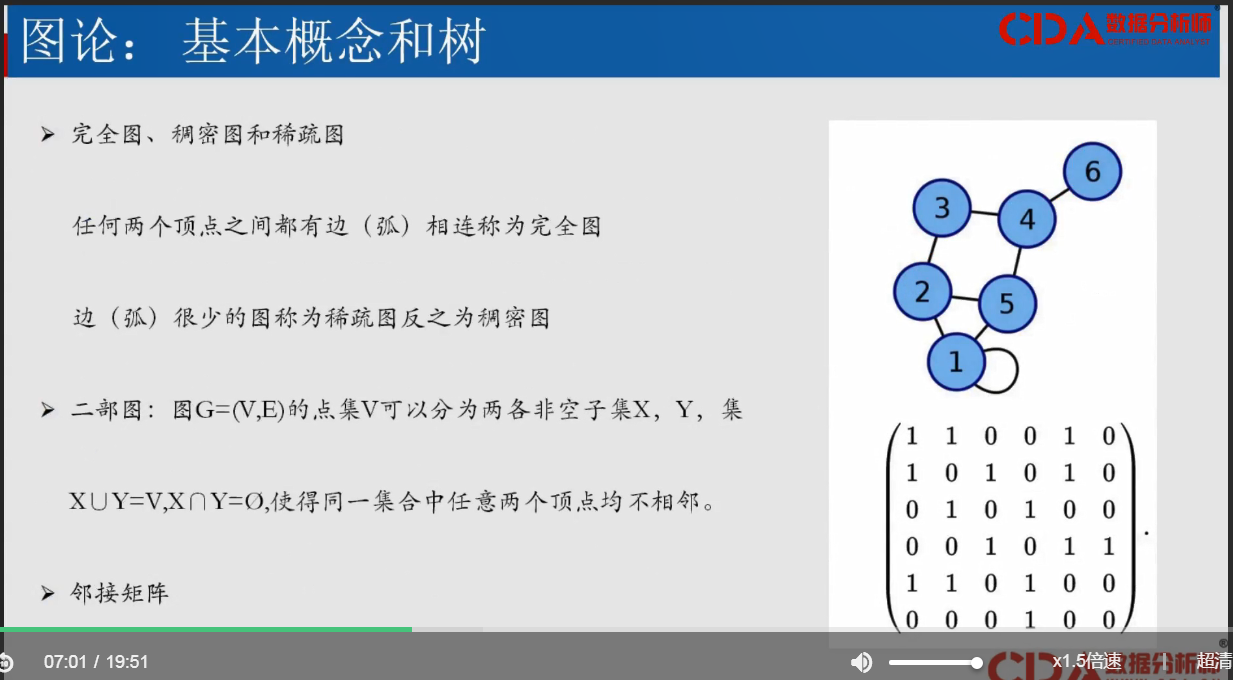 图论： 基本概念和树
CDA数据分析师
CERTIFIED DATA ANALYST
➢ 完全图、稠密图和稀疏图
任何两个顶点之间都有边（弧）相连称为完全图
边（弧）很少的图称为稀疏图反之为稠密图
➢ 二部图：图G=(V,E)的点集V可以分为两各非空子集X，Y，集
X∪Y=V,X∩Y=Ø,使得同一集合中任意两个顶点均不相邻。
➢ 邻接矩阵
6
3
4
2
5
1
1 1 0 0 1 0
1 0 1 0 1 0
0 1 0 1 0 0
0 0 1 0 1 1
1 1 0 1 0 0
0 0 0 1 0 0
.
07:01 / 19:51
x1.5倍速
超清
CDA数据分析师